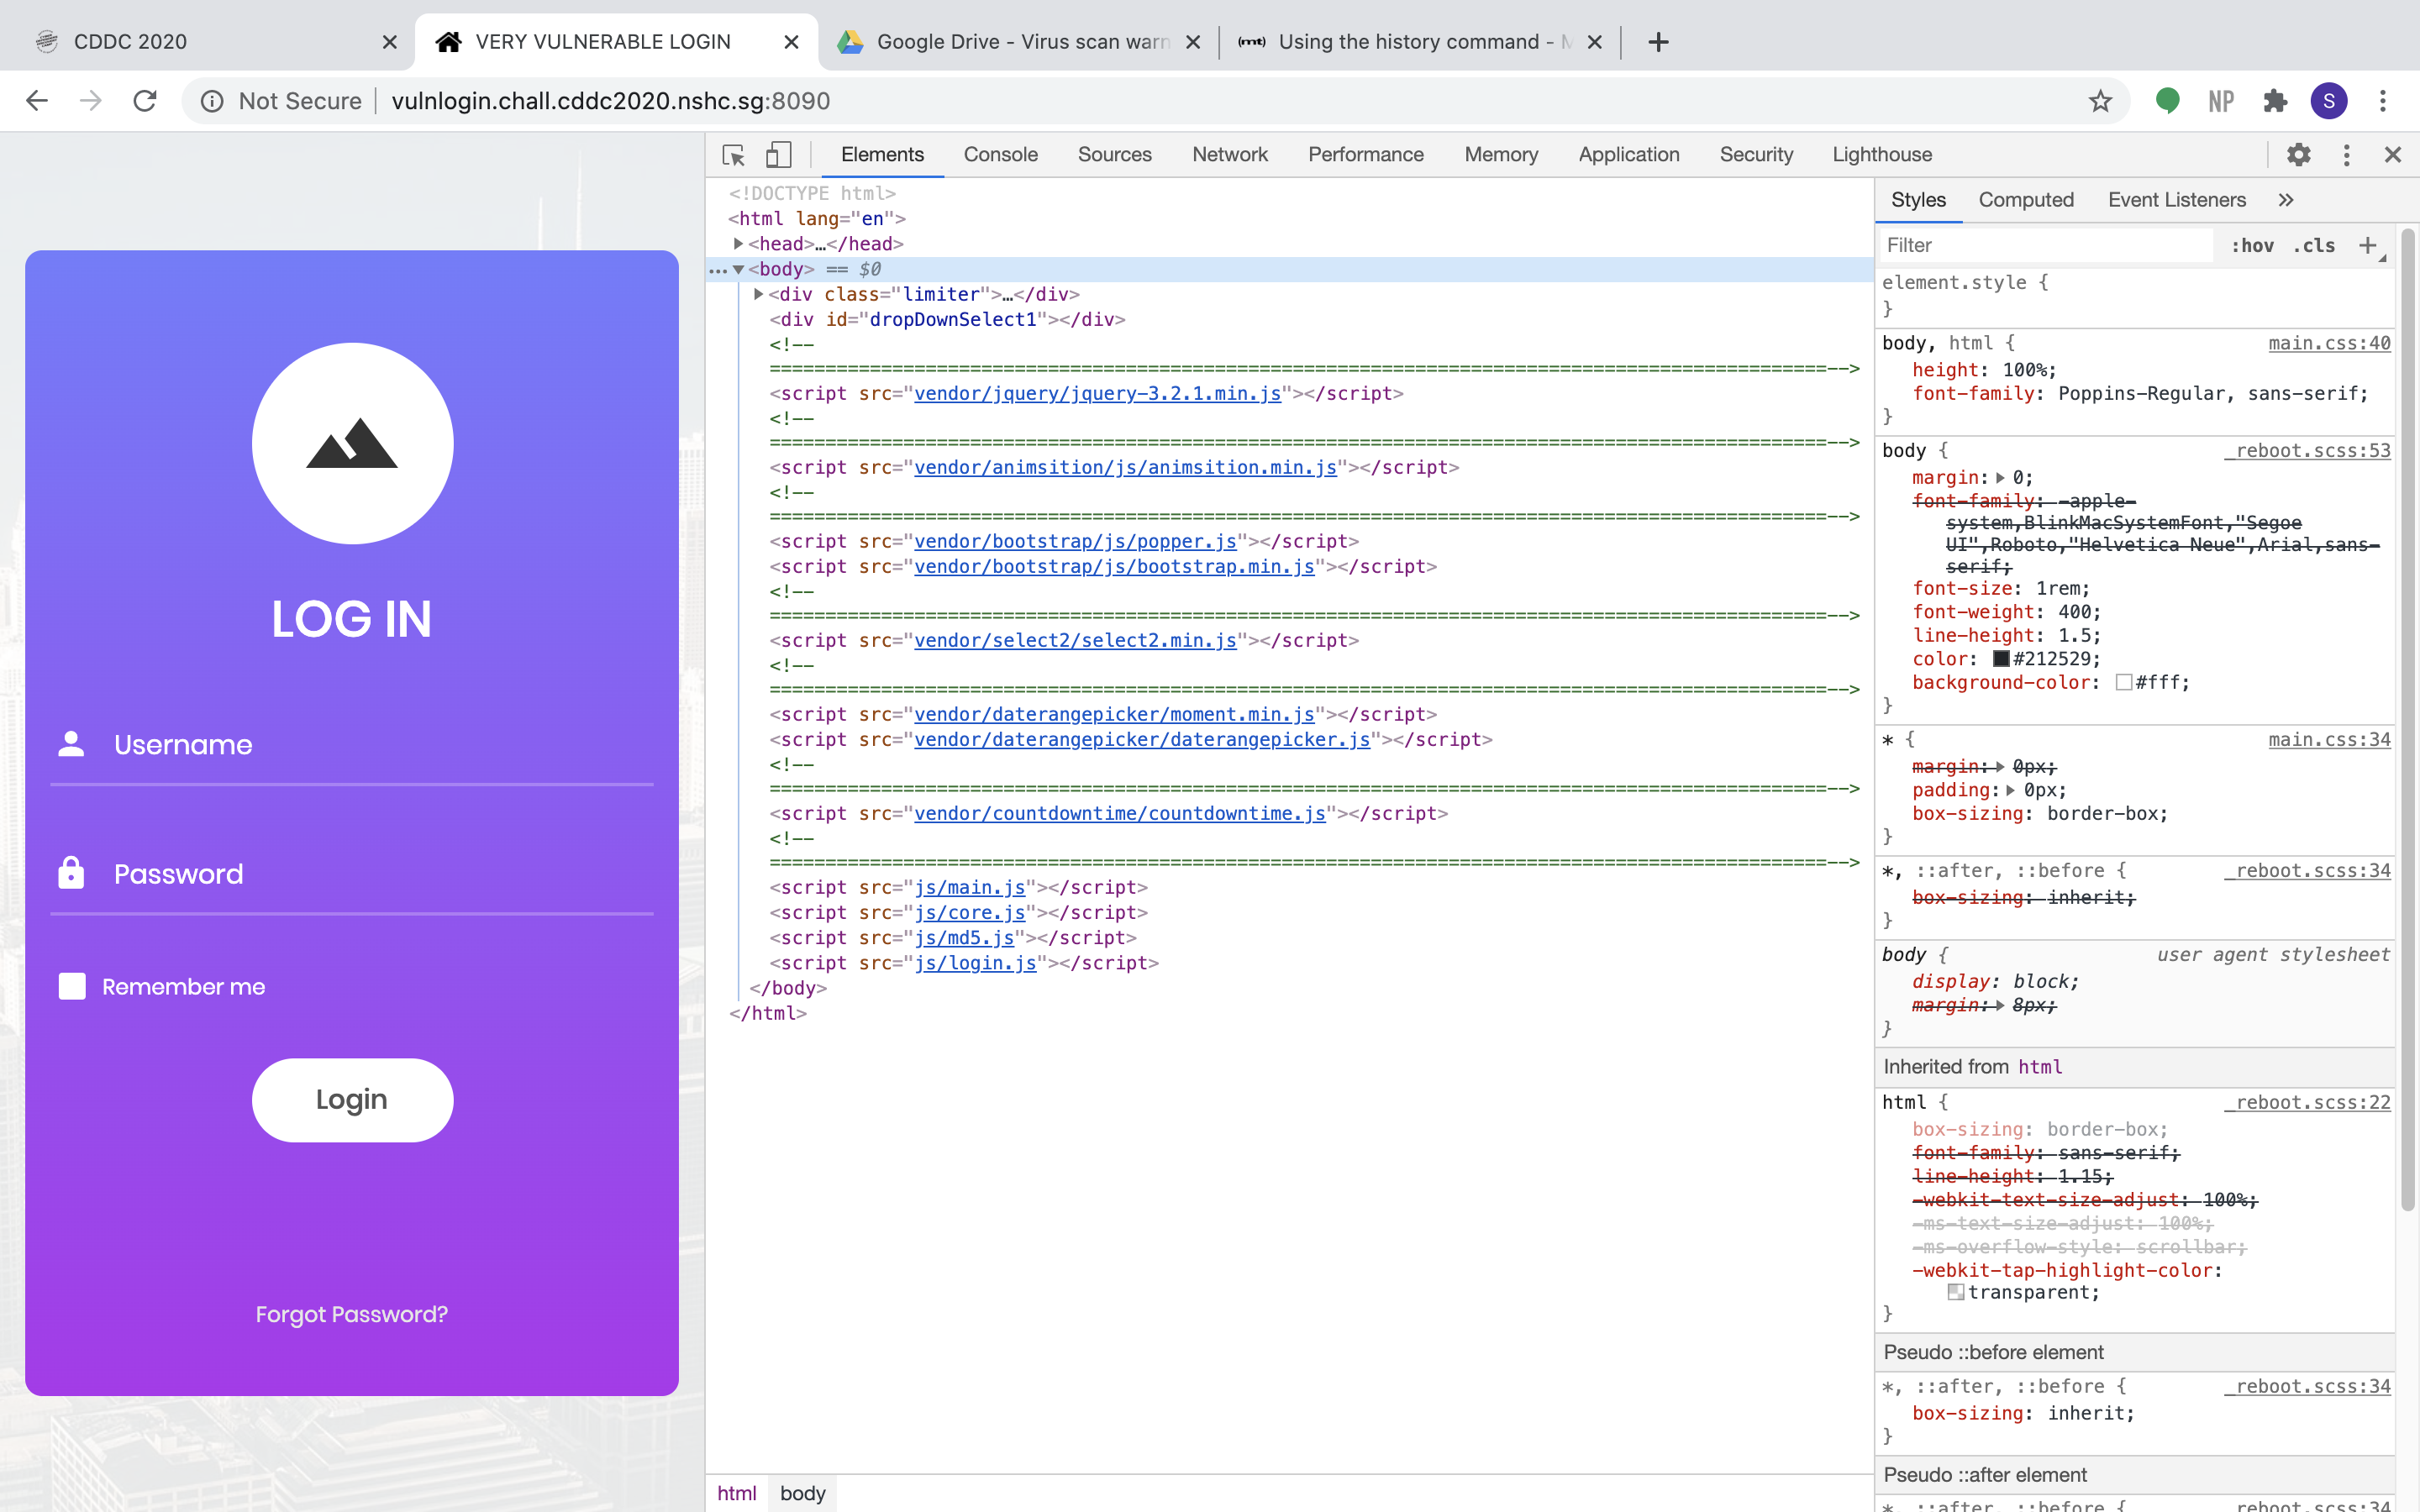 CDDC 2020
VERY VULNERABLE LOGIN
Google Drive - Virus scan warn
Using the history command - M
Not Secure
vulnlogin.chall.cddc2020.nshc.sg:8090
NP
S
LOG IN
Username
Password
Remember me
Login
Forgot Password?
Elements Console Sources Network Performance Memory Application Security Lighthouse
<!DOCTYPE html>
<html lang="en">
<head>…</head>
<body> == $0
<div class="limiter">…</div>
<div id="dropDownSelect1"></div>
<!--
===============================================================================================-->
<script src="vendor/jquery/jquery-3.2.1.min.js"></script>
<!--
===============================================================================================-->
<script src="vendor/animsition/js/animsition.min.js"></script>
<!--
===============================================================================================-->
<script src="vendor/bootstrap/js/popper.js"></script>
<script src="vendor/bootstrap/js/bootstrap.min.js"></script>
<!--
===============================================================================================-->
<script src="vendor/select2/select2.min.js"></script>
<!--
===============================================================================================-->
<script src="vendor/daterangepicker/moment.min.js"></script>
<script src="vendor/daterangepicker/daterangepicker.js"></script>
<!--
===============================================================================================-->
<script src="vendor/countdowntime/countdowntime.js"></script>
<!--
===============================================================================================-->
<script src="js/main.js"></script>
<script src="js/core.js"></script>
<script src="js/md5.js"></script>
<script src="js/login.js"></script>
</body>
</html>
html body
Styles Computed Event Listeners »
Filter :hov .cls +
element.style {
}
body, html { main.css:40
height: 100%;
font-family: Poppins-Regular, sans-serif;
}
body { _reboot.scss:53
margin: 0;
font-family: -apple-
system,BlinkMacSystemFont,"Segoe
UI",Roboto,"Helvetica Neue",Arial,sans-
serif;
font-size: 1rem;
font-weight: 400;
line-height: 1.5;
color: #212529;
background-color: #fff;
}
* { main.css:34
margin: 0px;
padding: 0px;
box-sizing: border-box;
}
*, ::after, ::before { _reboot.scss:34
box-sizing: inherit;
}
body { user agent stylesheet
display: block;
margin: 8px;
}
Inherited from html
html { _reboot.scss:22
box-sizing: border-box;
font-family: sans-serif;
line-height: 1.15;
-webkit-text-size-adjust: 100%;
-ms-text-size-adjust: 100%;
-ms-overflow-style: scrollbar;
-webkit-tap-highlight-color:
transparent;
}
Pseudo ::before element
*, ::after, ::before { _reboot.scss:34
box-sizing: inherit;
}
Pseudo ::after element
*, ::after, ::before { _reboot.scss:34